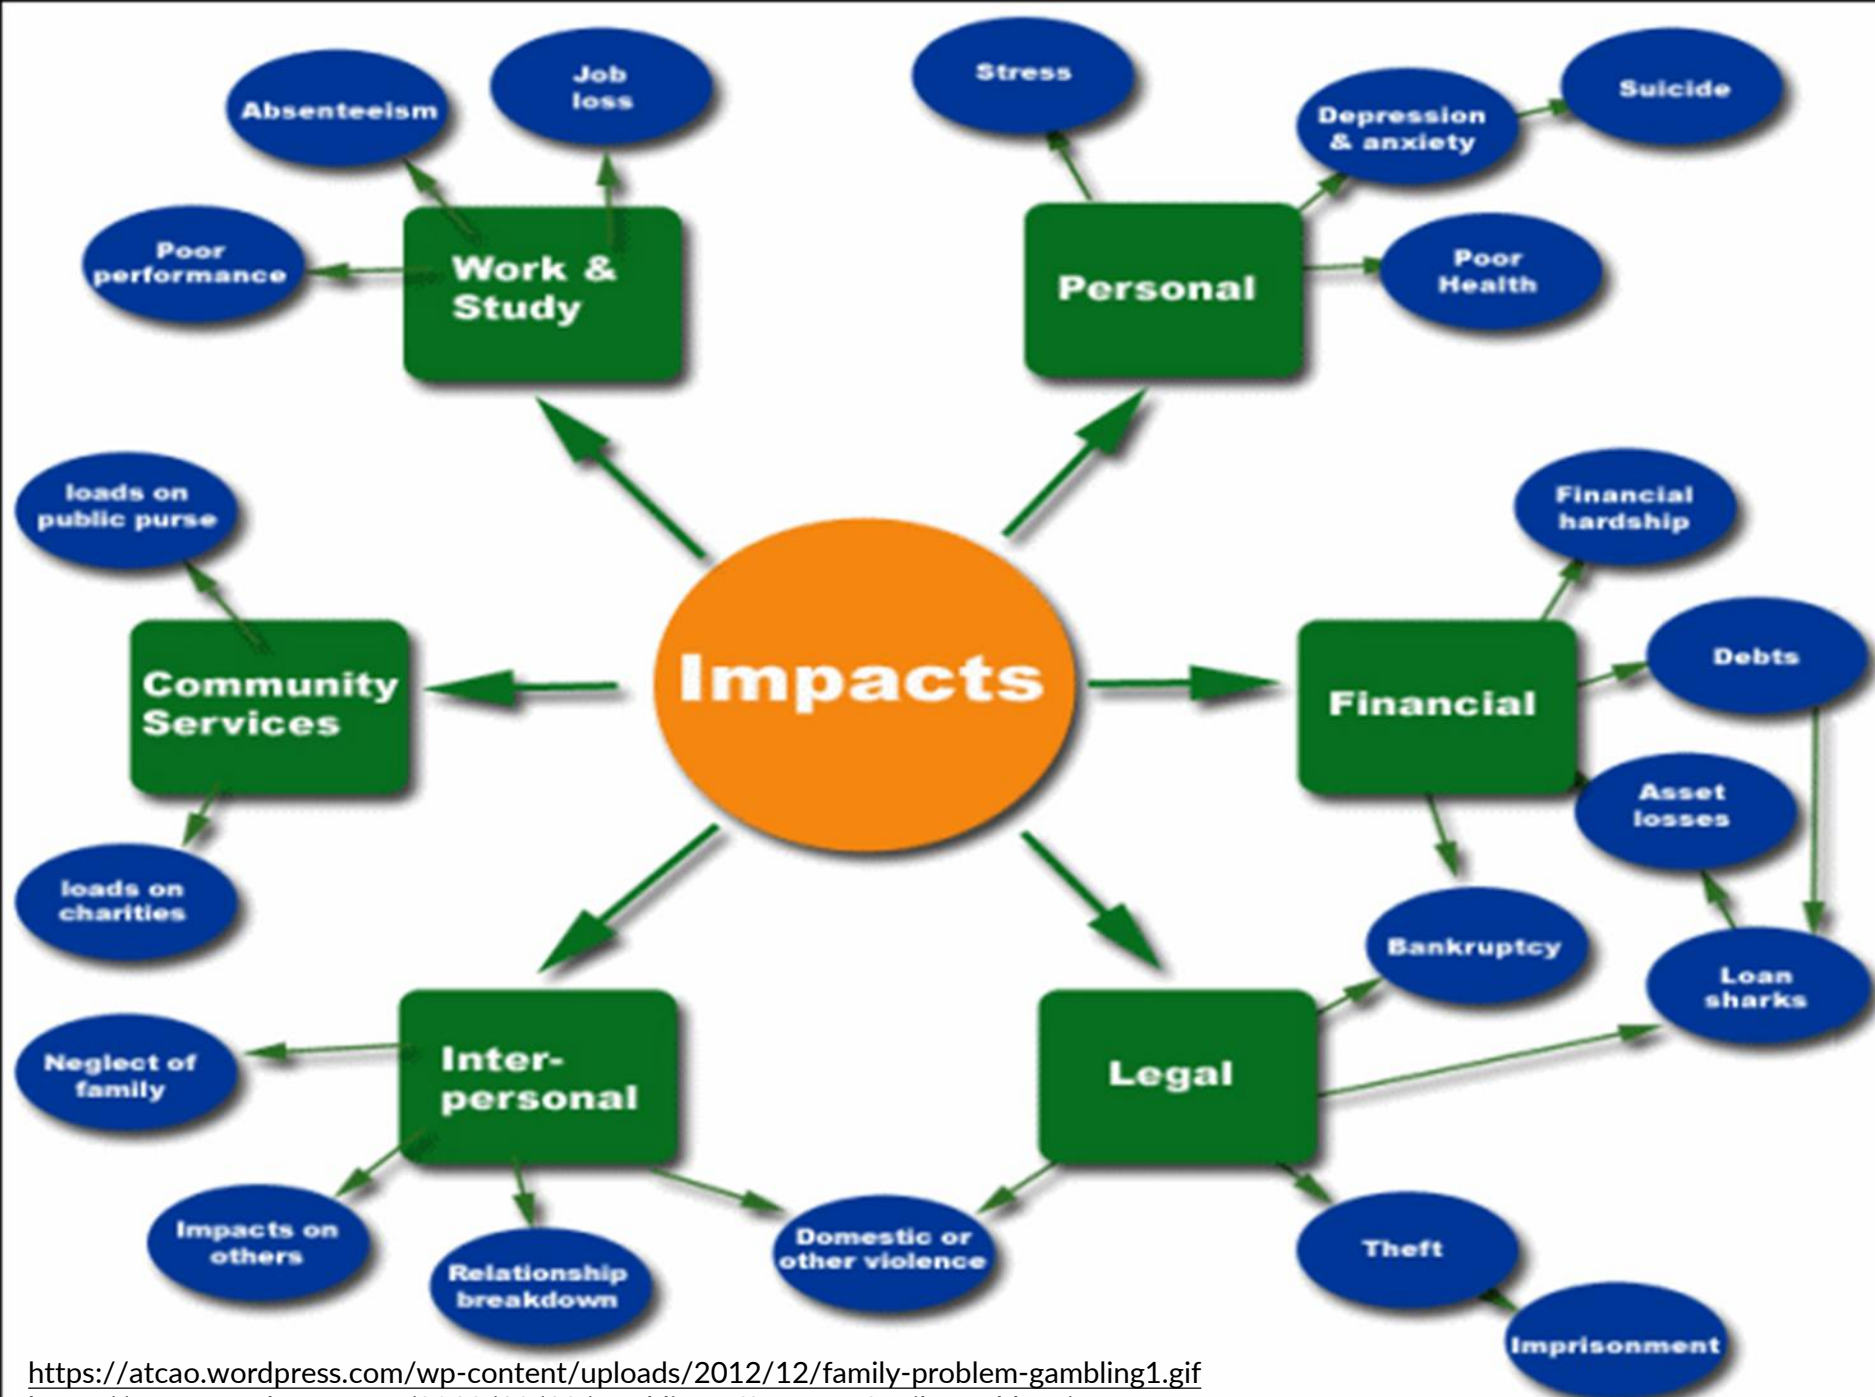 Absenteeism
Job
loss
Poor
performance
Work &
Study
Stress
Depression
& anxiety
Suicide
Poor
Health
Personal
loads on
public purse
Community
Services
loads on
charities
Impacts
Financial
hardship
Debts
Financial
Asset
losses
Bankruptcy
Loan
sharks
Neglect of
family
Inter-
personal
Impacts on
others
Relationship
breakdown
Domestic or
other violence
Legal
Theft
Imprisonment
https://atcao.wordpress.com/wp-content/uploads/2012/12/family-problem-gambling1.gif